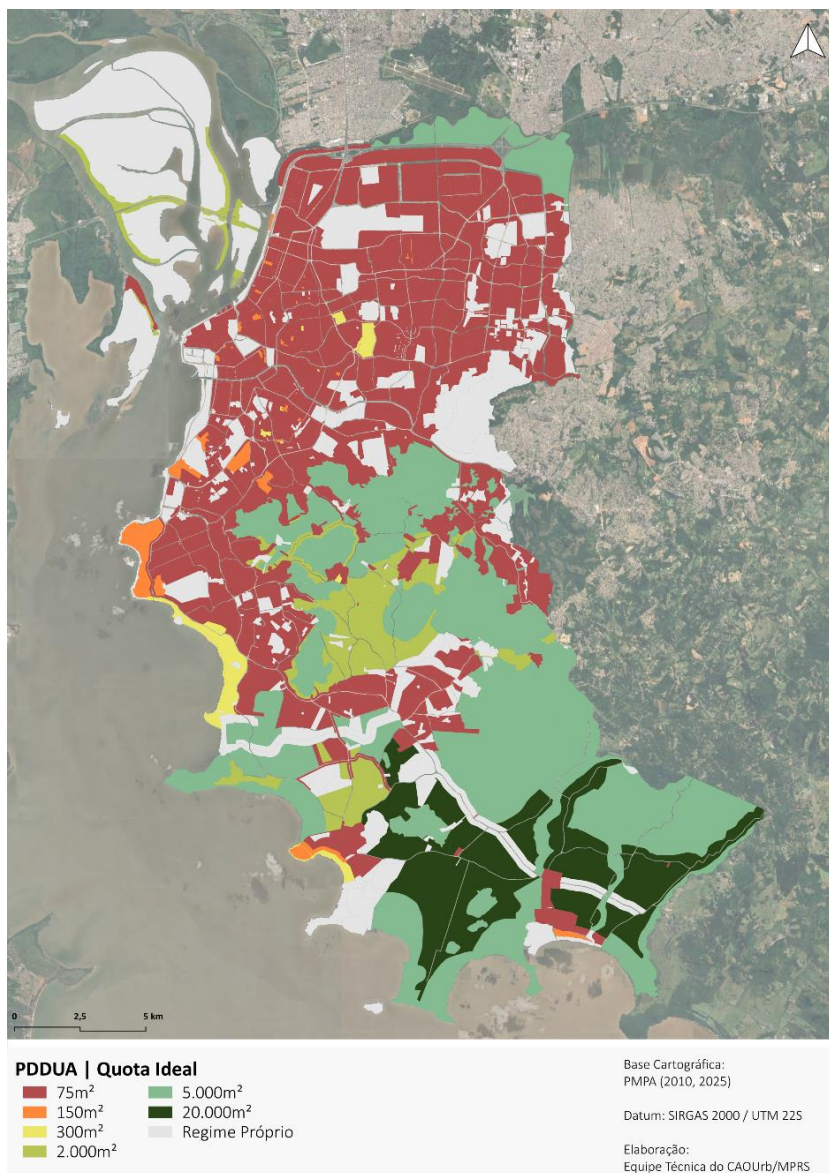 0 2,5 5 km
PDDUA | Quota Ideal
75m²
150m²
300m²
2.000m²
5.000m²
20.000m²
Regime Próprio
Base Cartográfica:
PMPA (2010, 2025)
Datum: SIRGAS 2000 / UTM 22S
Elaboração:
Equipe Técnica do CAOUrb/MPRS